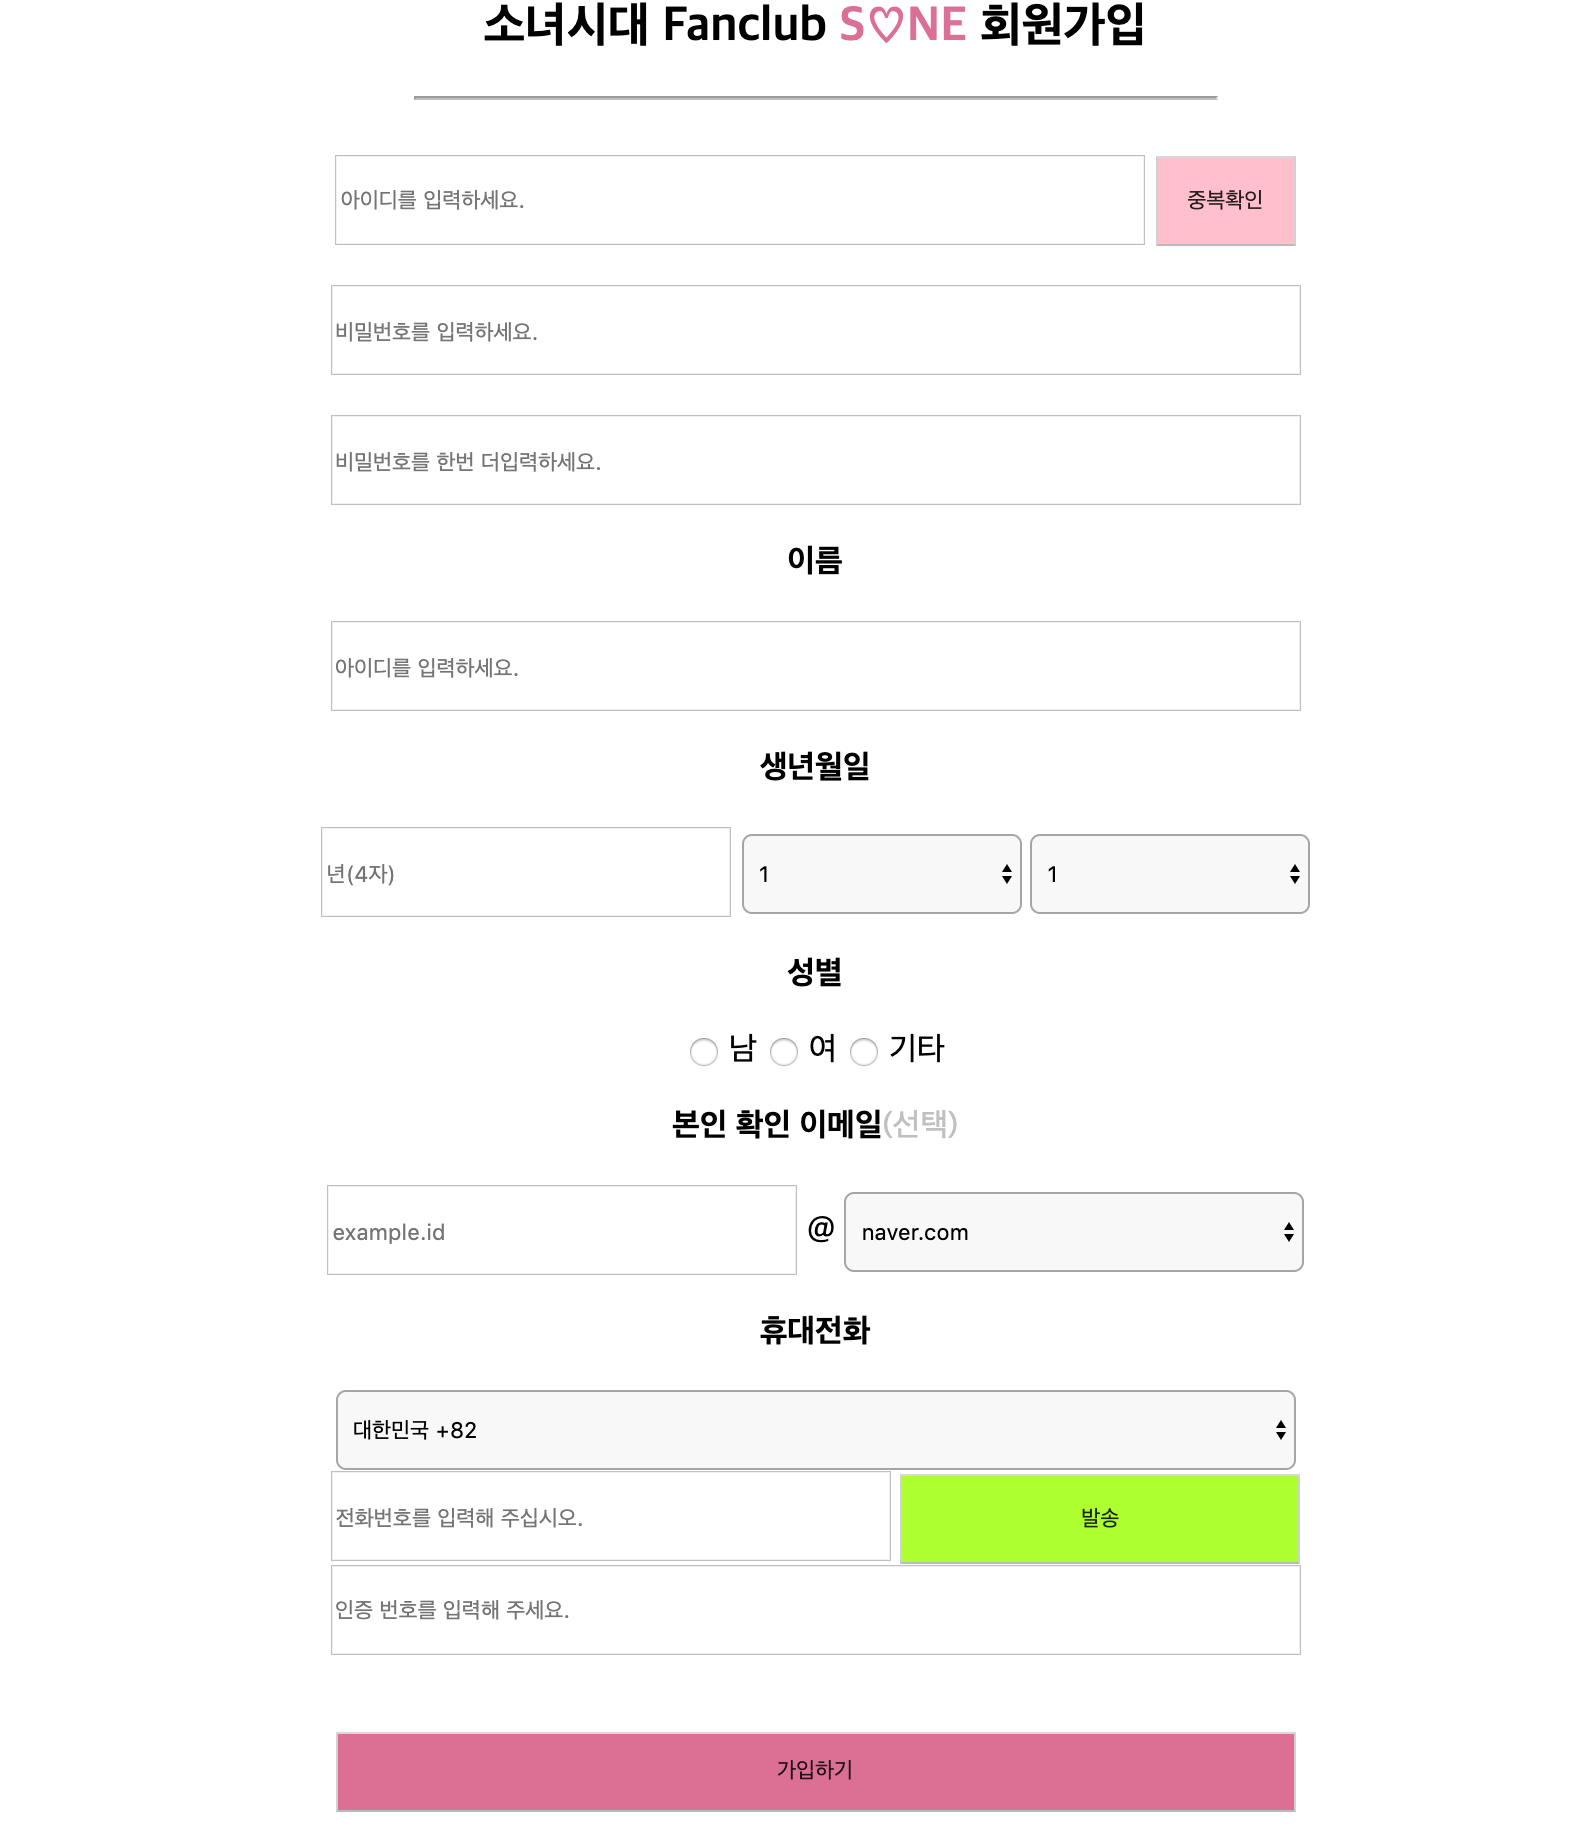 소녀시대 Fanclub S♡NE 회원가입
아이디를 입력하세요. 중복확인
비밀번호를 입력하세요.
비밀번호를 한번 더입력하세요.
이름
아이디를 입력하세요.
생년월일
년(4자) 1 1
성별
남 여 기타
본인 확인 이메일(선택)
example.id @ naver.com
휴대전화
대한민국 +82
전화번호를 입력해 주십시오. 발송
인증 번호를 입력해 주세요.
가입하기